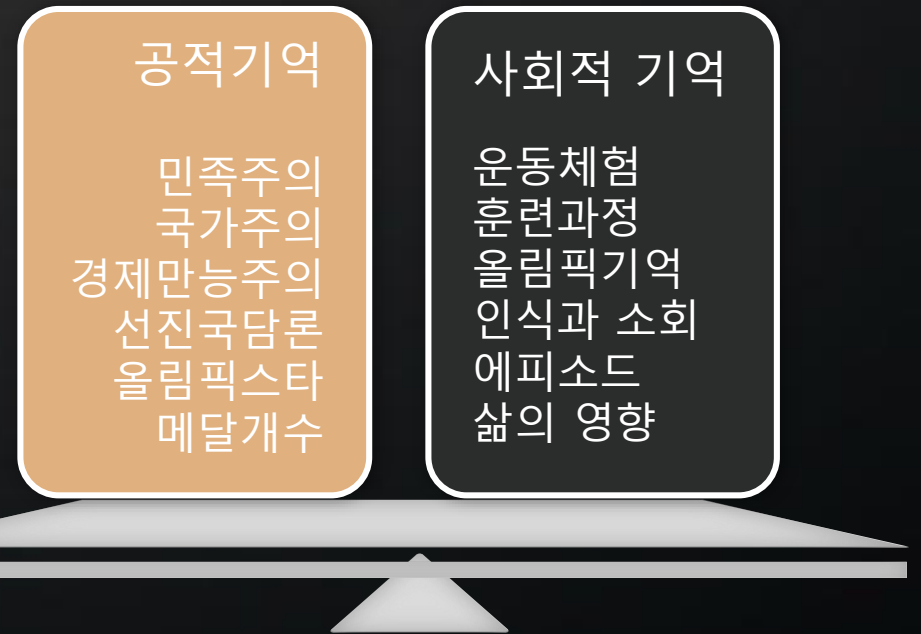 공적기억
민족주의
국가주의
경제만능주의
선진국담론
올림픽스타
메달개수
사회적 기억
운동체험
훈련과정
올림픽기억
인식과 소회
에피소드
삶의 영향